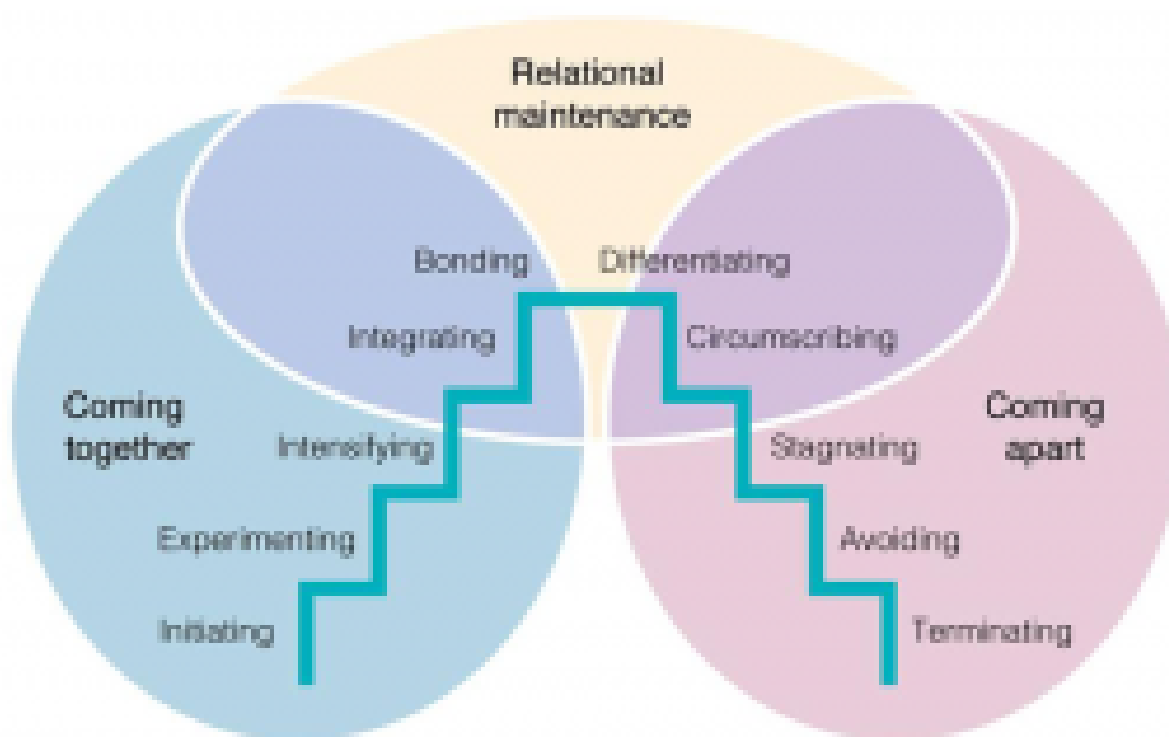 Relational
maintenance
Bonding
Differentiating
Integrating
Circumscribing
Coming
together
Coming
apart
Intensifying
Stagnating
Experimenting
Avoiding
Initiating
Terminating